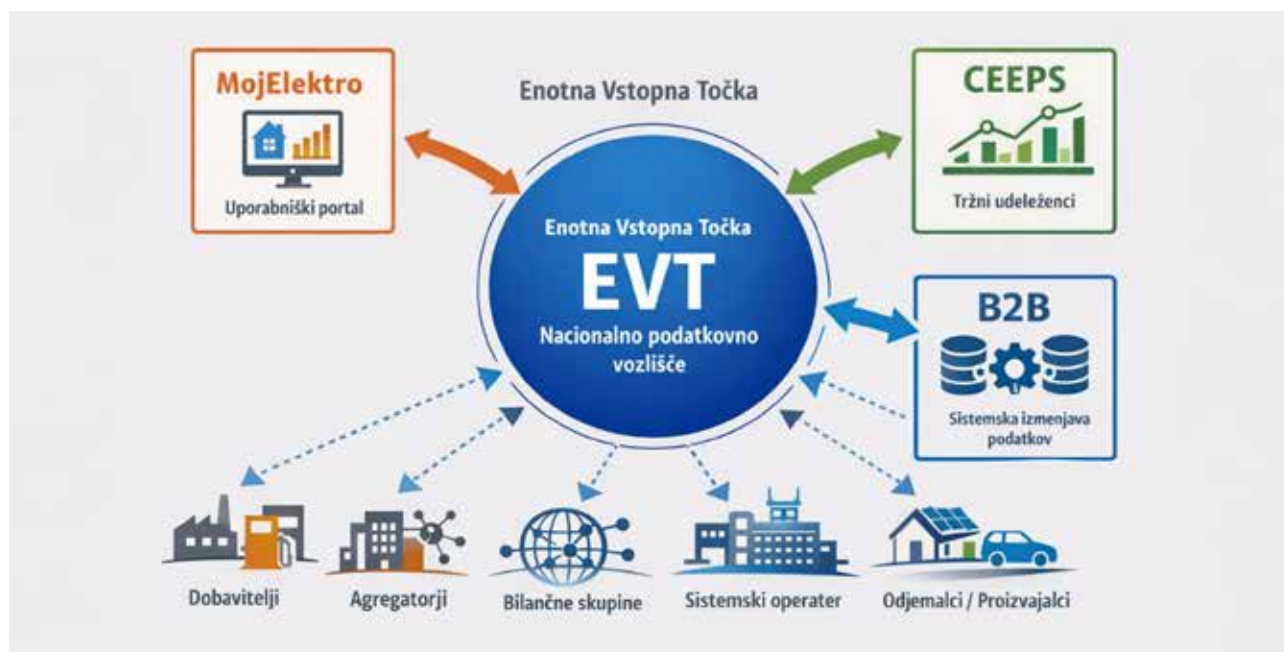 MojElektro
Uporabniški portal
Enotna Vstopna Točka
CEEPS
Tržni udeleženci
Enotna Vstopna Točka
EVT
Nacionalno podatkovno
vozlišče
B2B
Sistemska izmenjava
podatkov
Dobavitelji
Agregatorji
Bilančne skupine
Sistemski operater
Odjemalci / Proizvajalci